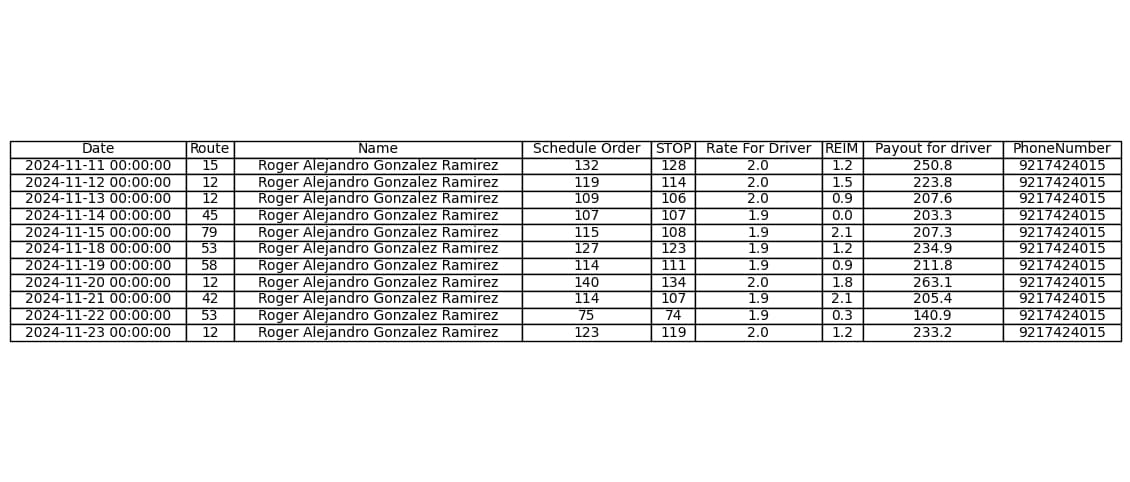 Date Route Name Schedule Order STOP Rate For Driver REIM Payout for driver PhoneNumber
2024-11-11 00:00:00 15 Roger Alejandro Gonzalez Ramirez 132 128 2.0 1.2 250.8 9217424015
2024-11-12 00:00:00 12 Roger Alejandro Gonzalez Ramirez 119 114 2.0 1.5 223.8 9217424015
2024-11-13 00:00:00 12 Roger Alejandro Gonzalez Ramirez 109 106 2.0 0.9 207.6 9217424015
2024-11-14 00:00:00 45 Roger Alejandro Gonzalez Ramirez 107 107 1.9 0.0 203.3 9217424015
2024-11-15 00:00:00 79 Roger Alejandro Gonzalez Ramirez 115 108 1.9 2.1 207.3 9217424015
2024-11-18 00:00:00 53 Roger Alejandro Gonzalez Ramirez 127 123 1.9 1.2 234.9 9217424015
2024-11-19 00:00:00 58 Roger Alejandro Gonzalez Ramirez 114 111 1.9 0.9 211.8 9217424015
2024-11-20 00:00:00 12 Roger Alejandro Gonzalez Ramirez 140 134 2.0 1.8 263.1 9217424015
2024-11-21 00:00:00 42 Roger Alejandro Gonzalez Ramirez 114 107 1.9 2.1 205.4 9217424015
2024-11-22 00:00:00 53 Roger Alejandro Gonzalez Ramirez 75 74 1.9 0.3 140.9 9217424015
2024-11-23 00:00:00 12 Roger Alejandro Gonzalez Ramirez 123 119 2.0 1.2 233.2 9217424015